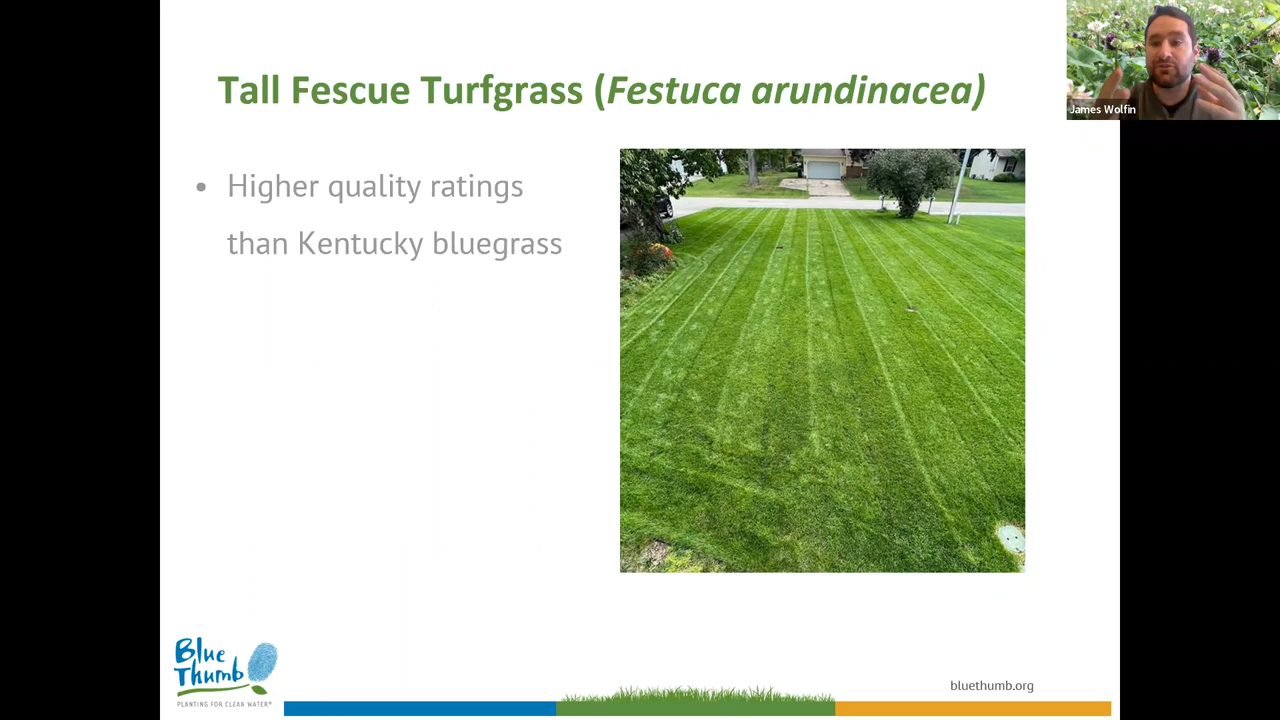 Tall Fescue Turfgrass (Festuca arundinacea)
James Wolfin
• Higher quality ratings
than Kentucky bluegrass
Blue
Thumb
PLANTING FOR CLEAN WATER®
bluethumb.org